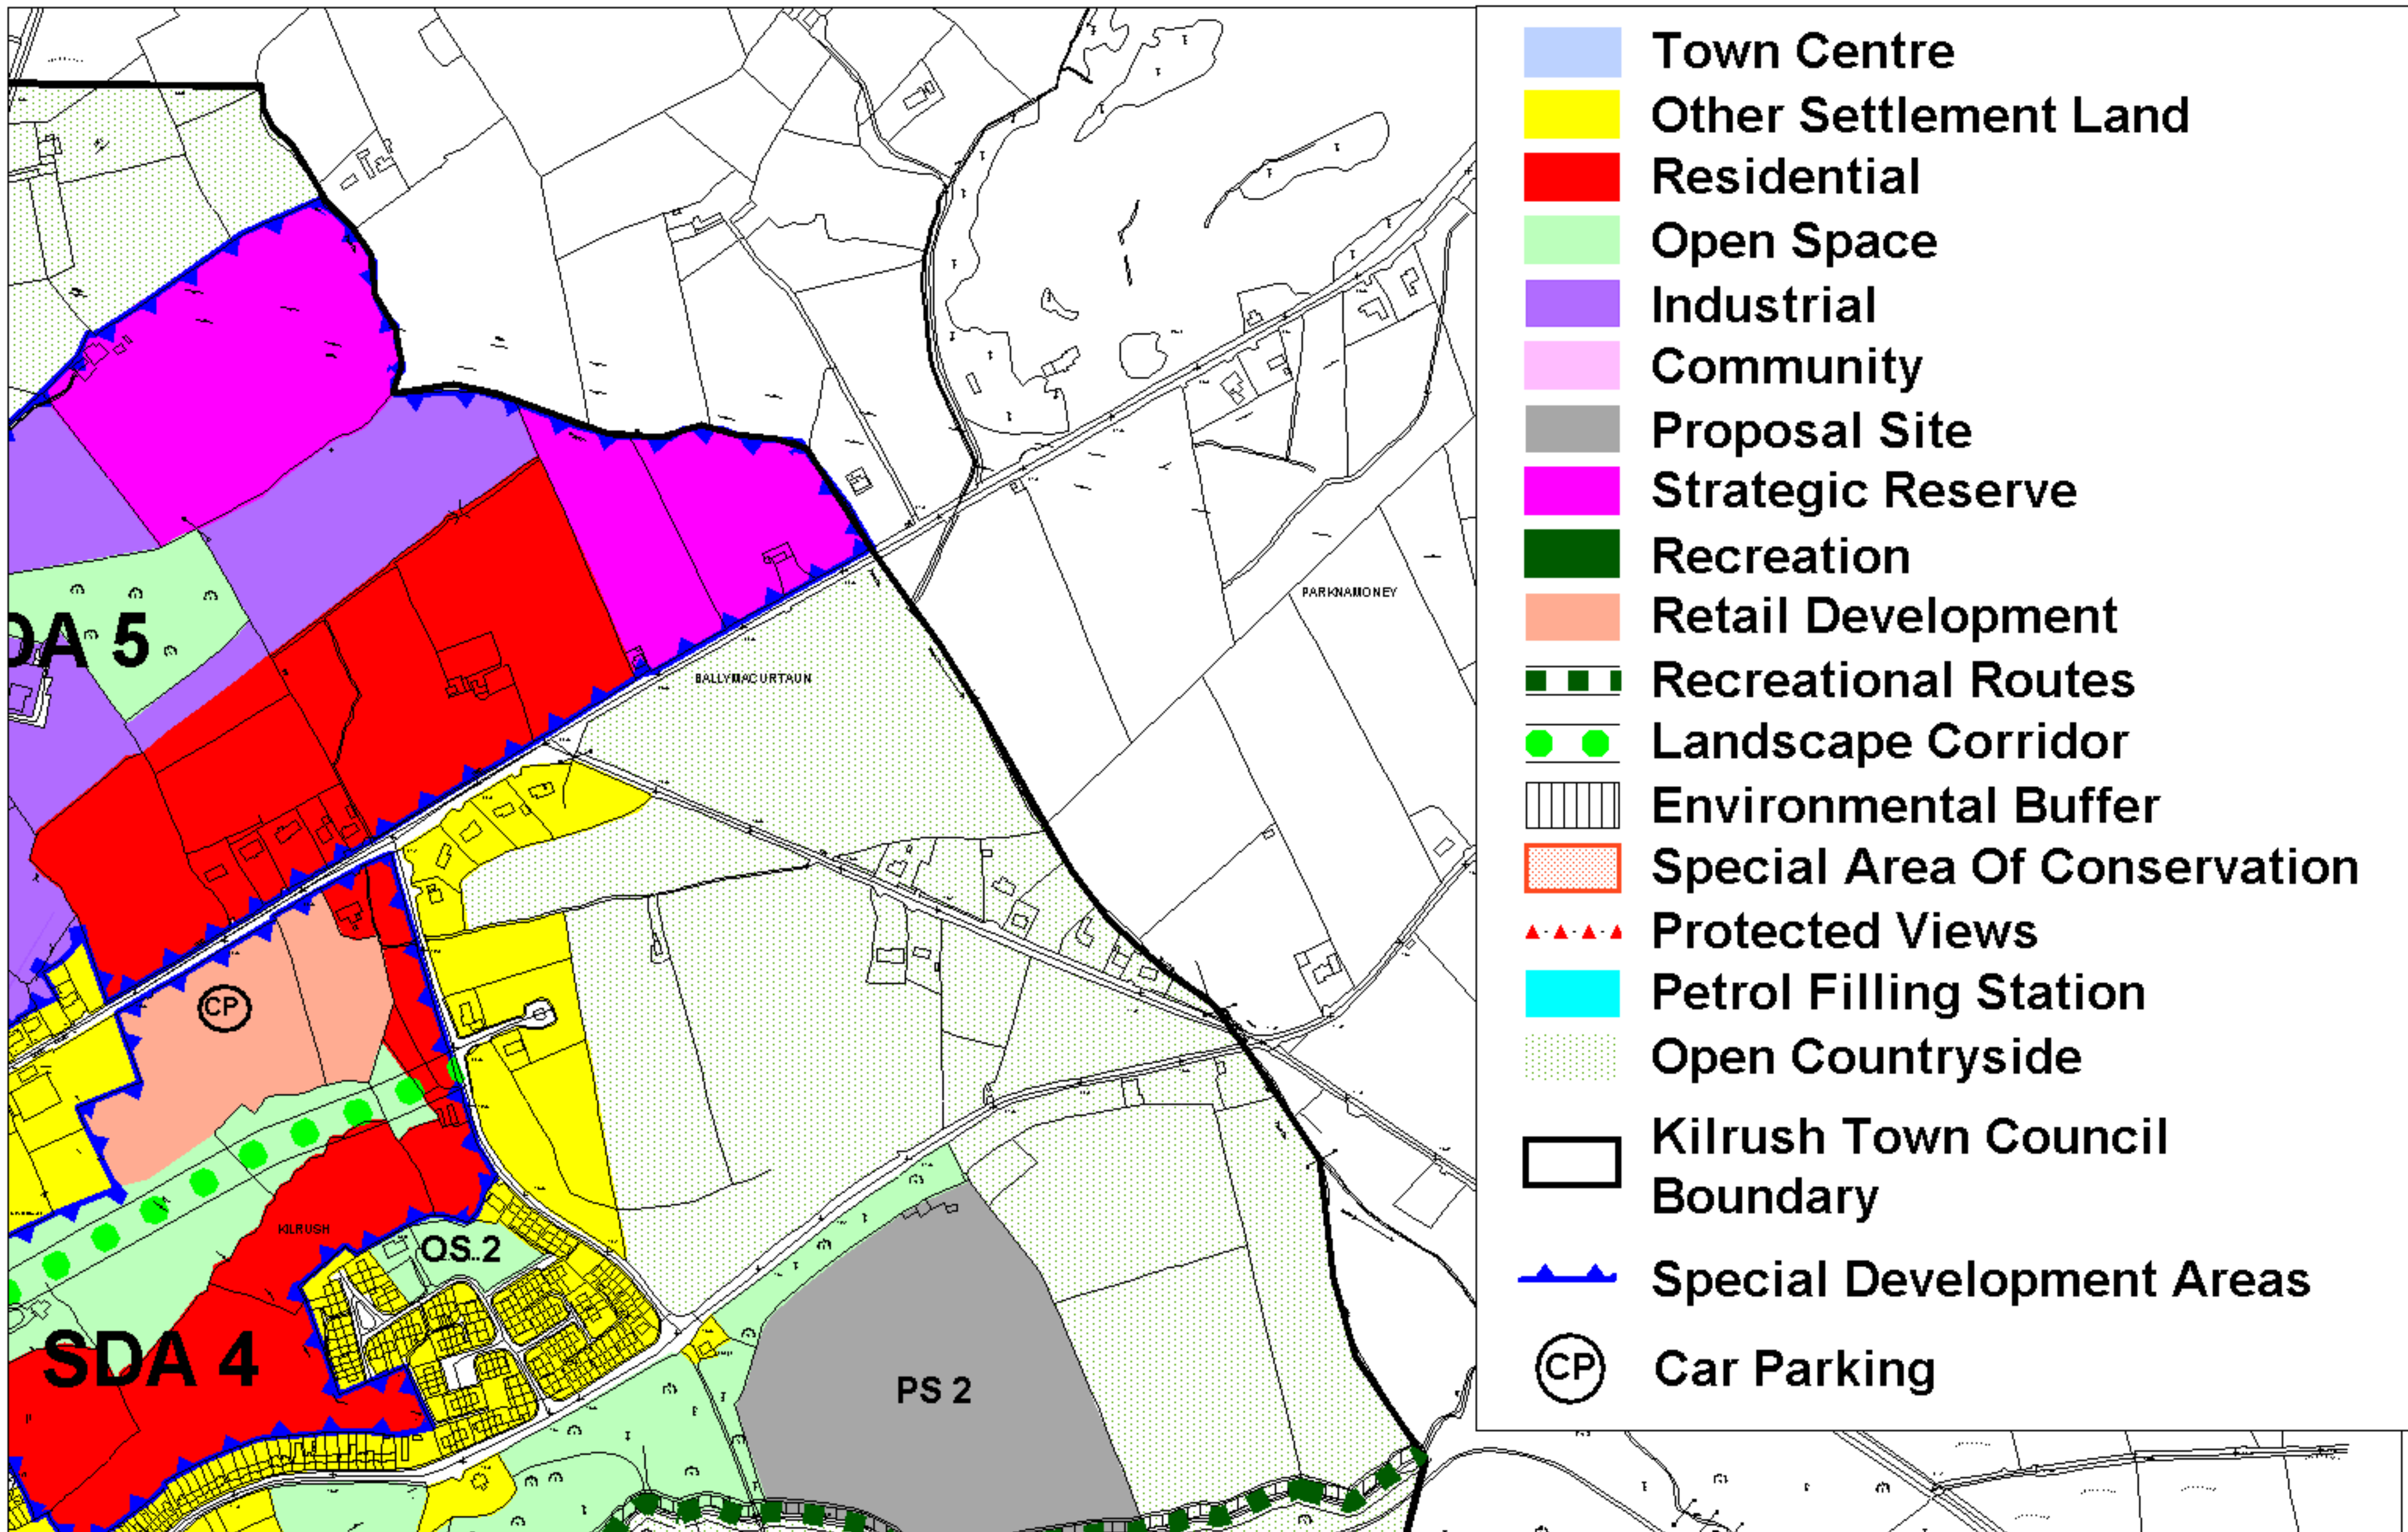 DA 5
BALLYMACURTAUN
PARKNAMONEY
CP
KILRUSH
OS..2
SDA 4
PS 2
Town Centre
Other Settlement Land
Residential
Open Space
Industrial
Community
Proposal Site
Strategic Reserve
Recreation
Retail Development
Recreational Routes
Landscape Corridor
Environmental Buffer
Special Area Of Conservation
Protected Views
Petrol Filling Station
Open Countryside
Kilrush Town Council
Boundary
Special Development Areas
CP Car Parking